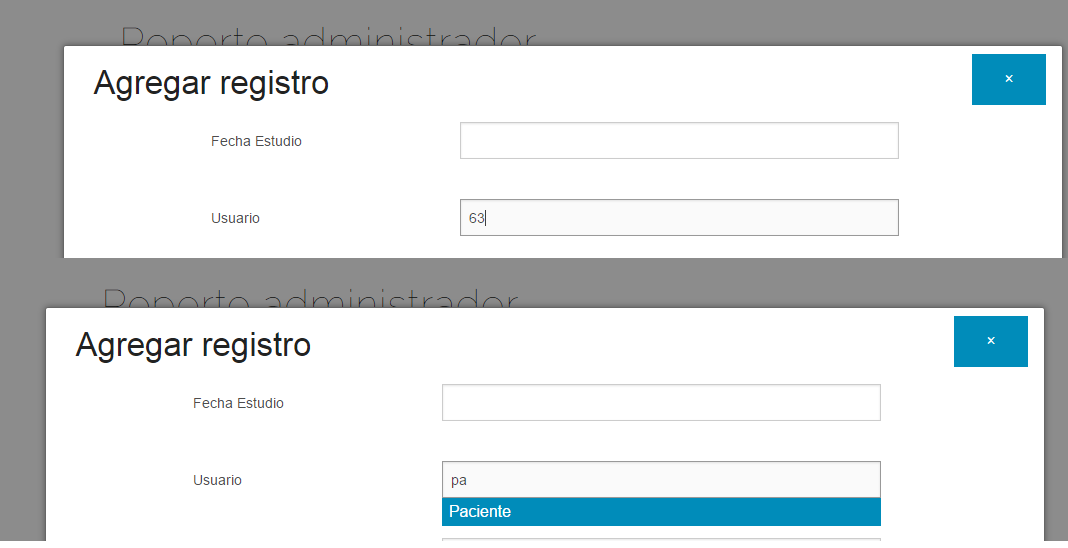 Reporte administrador
Agregar registro
×
Fecha Estudio
Usuario
63
Reporte administrador
Agregar registro
×
Fecha Estudio
Usuario
pa
Paciente